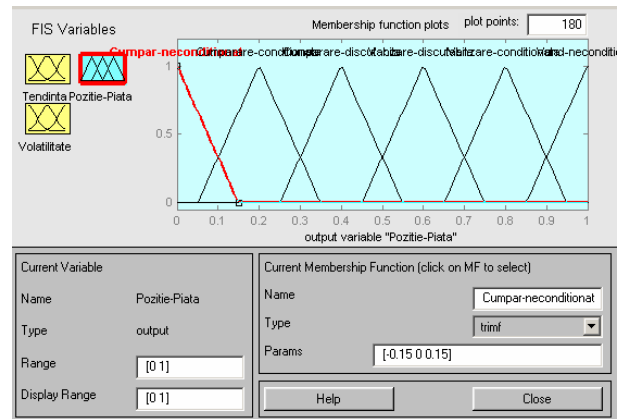 FIS Variables
Membership function plots
plot points:
180
Cumpar-neconditionat
Tendinta
Pozitie-Piata
Volatilitate
1
0.5
0
0
0.1
0.2
0.3
0.4
0.5
0.6
0.7
0.8
0.9
1
output variable "Pozitie-Piata"
Current Variable
Name
Pozitie-Piata
Type
output
Range
[0 1]
Display Range
[0 1]
Current Membership Function (click on MF to select)
Name
Cumpar-neconditionat
Type
trimf
Params
[-0.15 0 0.15]
Help
Close